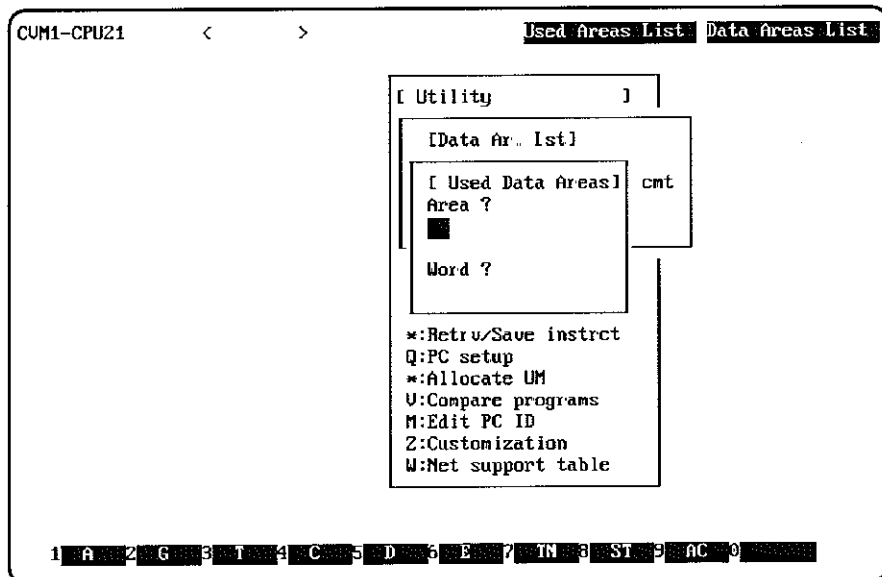 CVM1-CPU21 < > Used Areas List Data Areas List
[ Utility ]
[Data Ar.. Ist]
[ Used Data Areas] cmt
Area ?
Word ?
*:Retrv/Save instrct
Q:PC setup
*:Allocate UM
V:Compare programs
M:Edit PC ID
Z:Customization
W:Net support table
1 A 2 G 3 T 4 C 5 D 6 E 7 TN 8 ST 9 AC 0